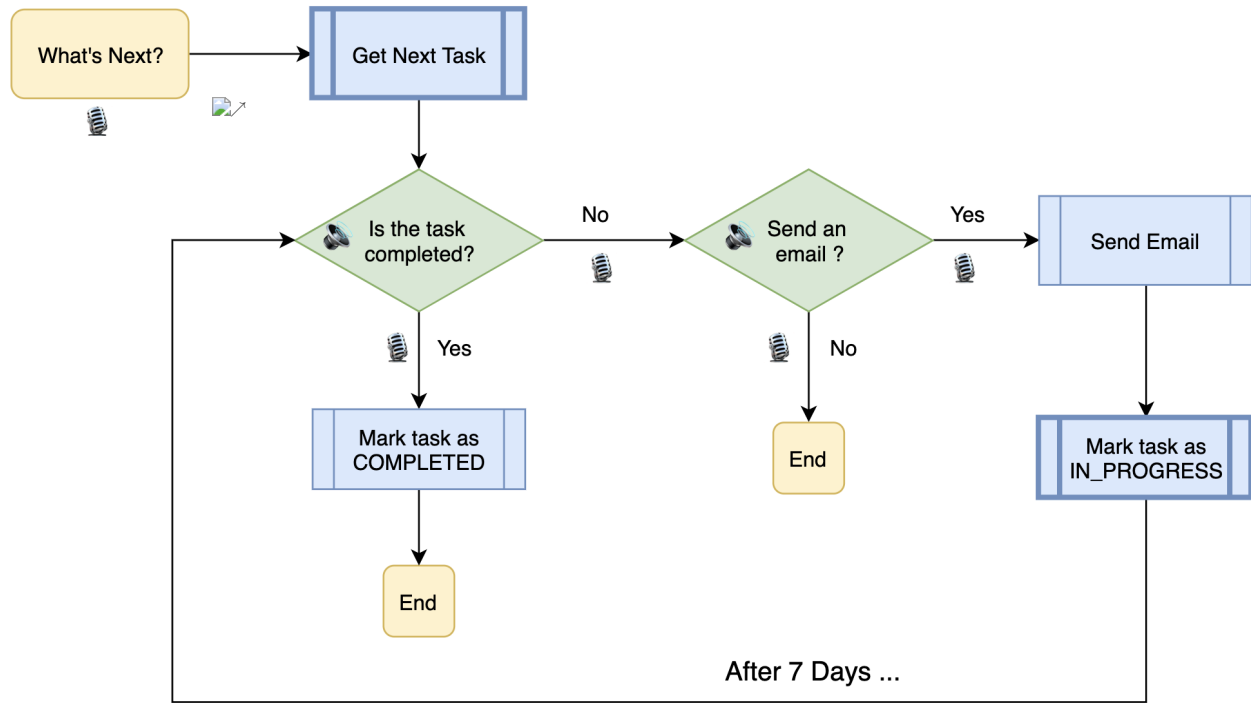 What's Next?
Get Next Task
Is the task
completed?
No
Send an
email ?
Yes
Send Email
Yes
No
Mark task as
COMPLETED
End
Mark task as
IN_PROGRESS
End
After 7 Days ...